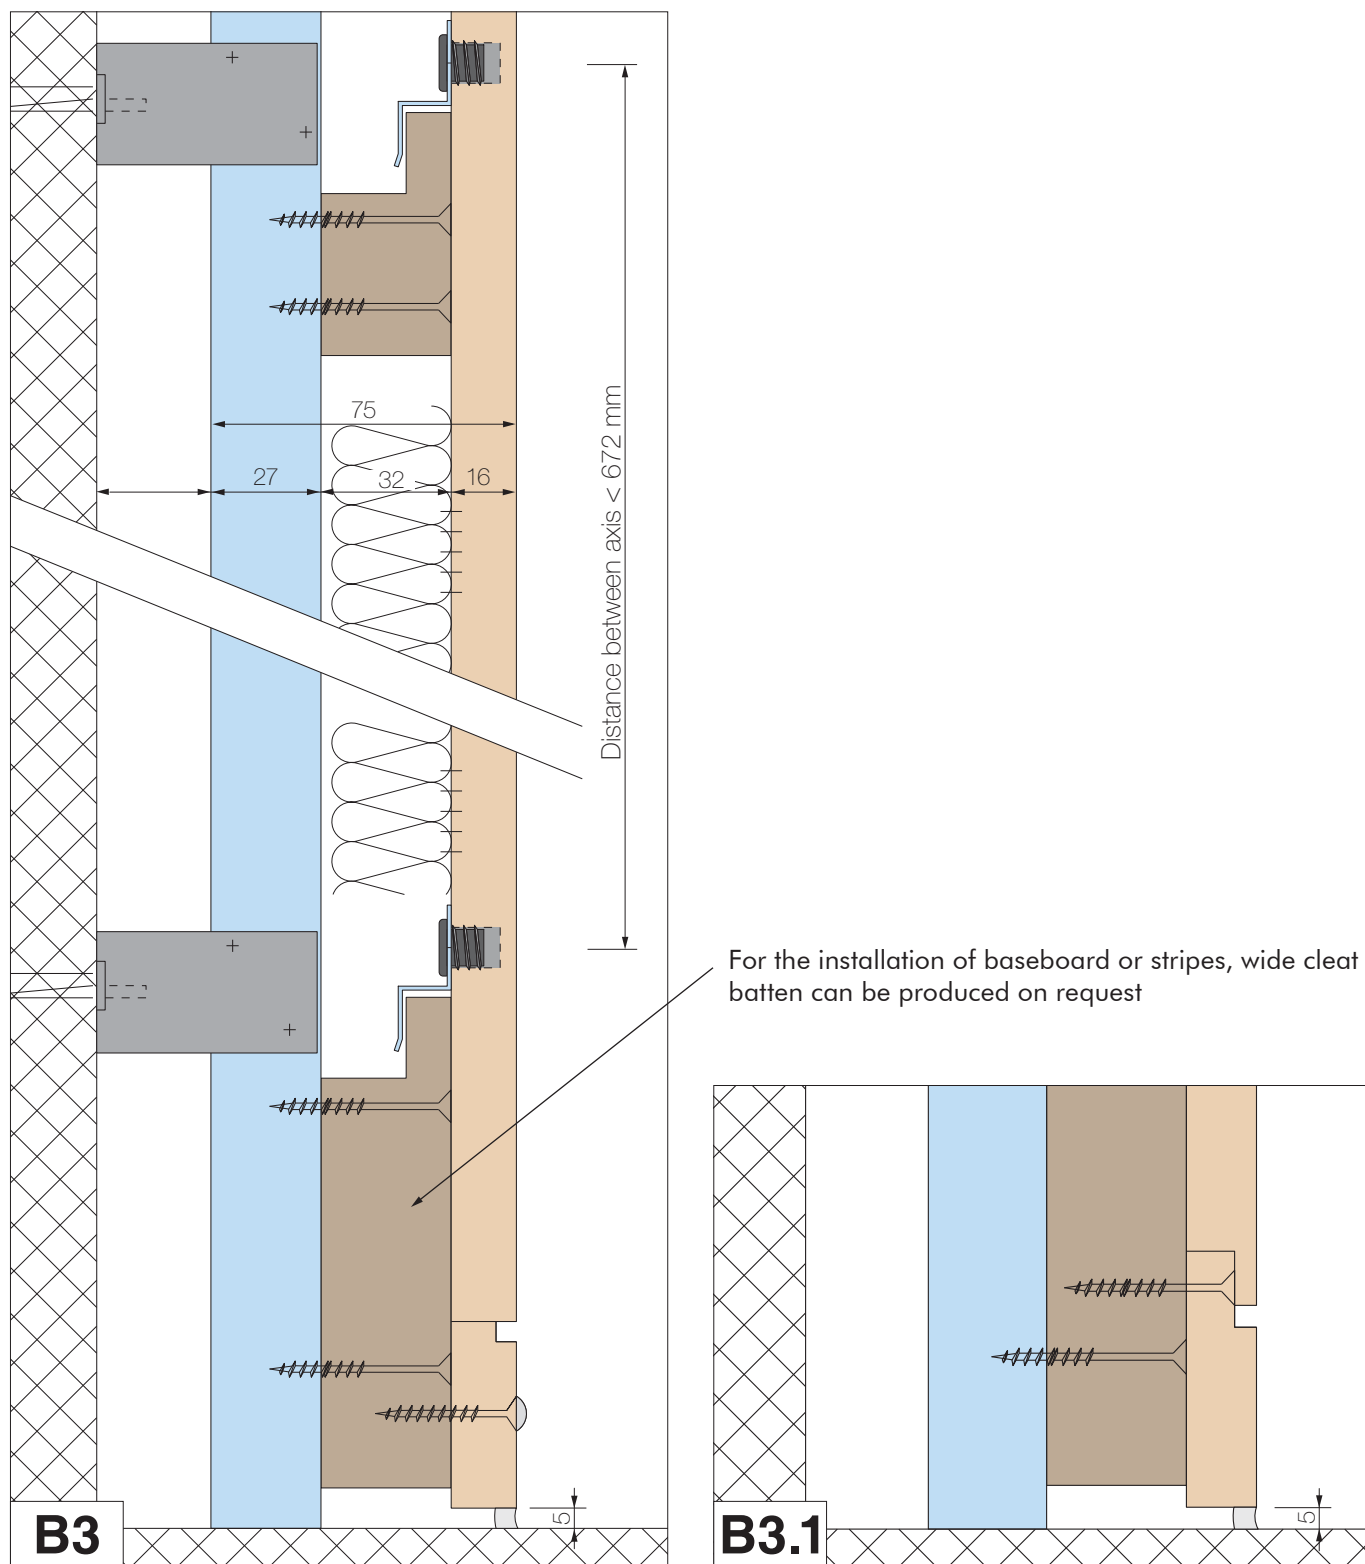 75
27
32
16
Distance between axis < 672 mm
For the installation of baseboard or stripes, wide cleat
batten can be produced on request
5
B3
5
B3.1